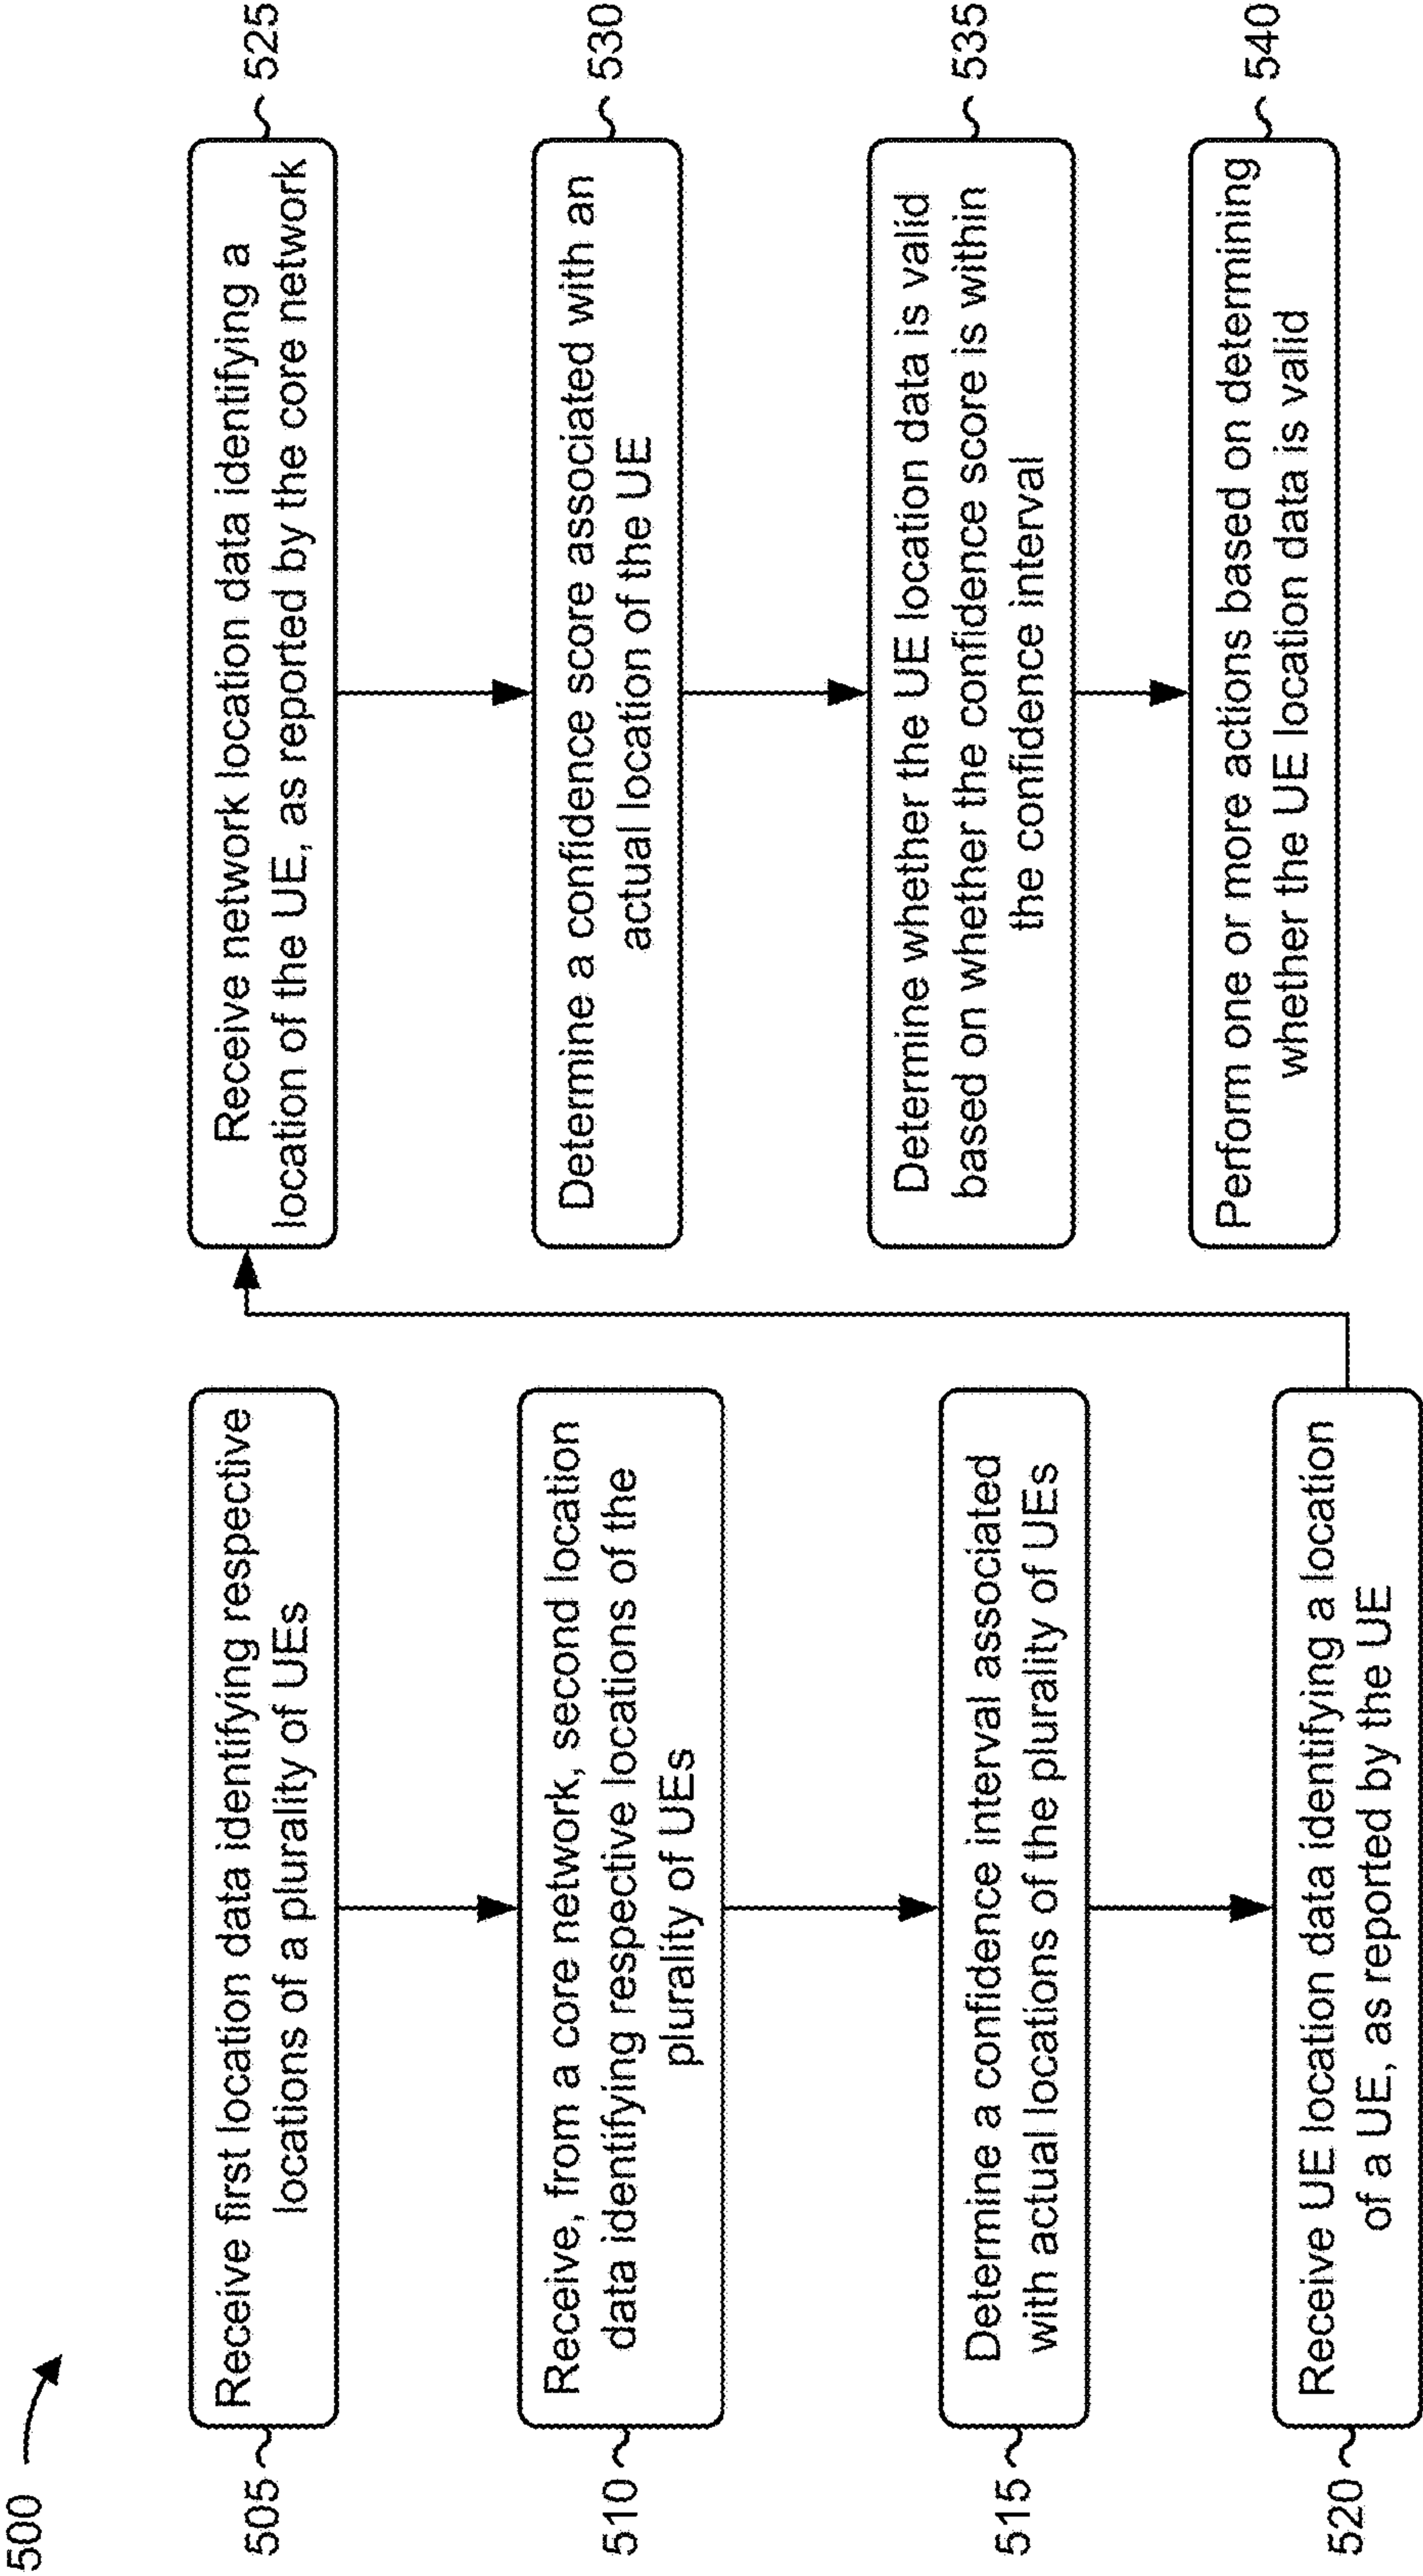 500
505
Receive first location data identifying respective
locations of a plurality of UEs
510
Receive, from a core network, second location
data identifying respective locations of the
plurality of UEs
515
Determine a confidence interval associated
with actual locations of the plurality of UEs
520
Receive UE location data identifying a location
of a UE, as reported by the UE
525
Receive network location data identifying a
location of the UE, as reported by the core network
530
Determine a confidence score associated with an
actual location of the UE
535
Determine whether the UE location data is valid
based on whether the confidence score is within
the confidence interval
540
Perform one or more actions based on determining
whether the UE location data is valid